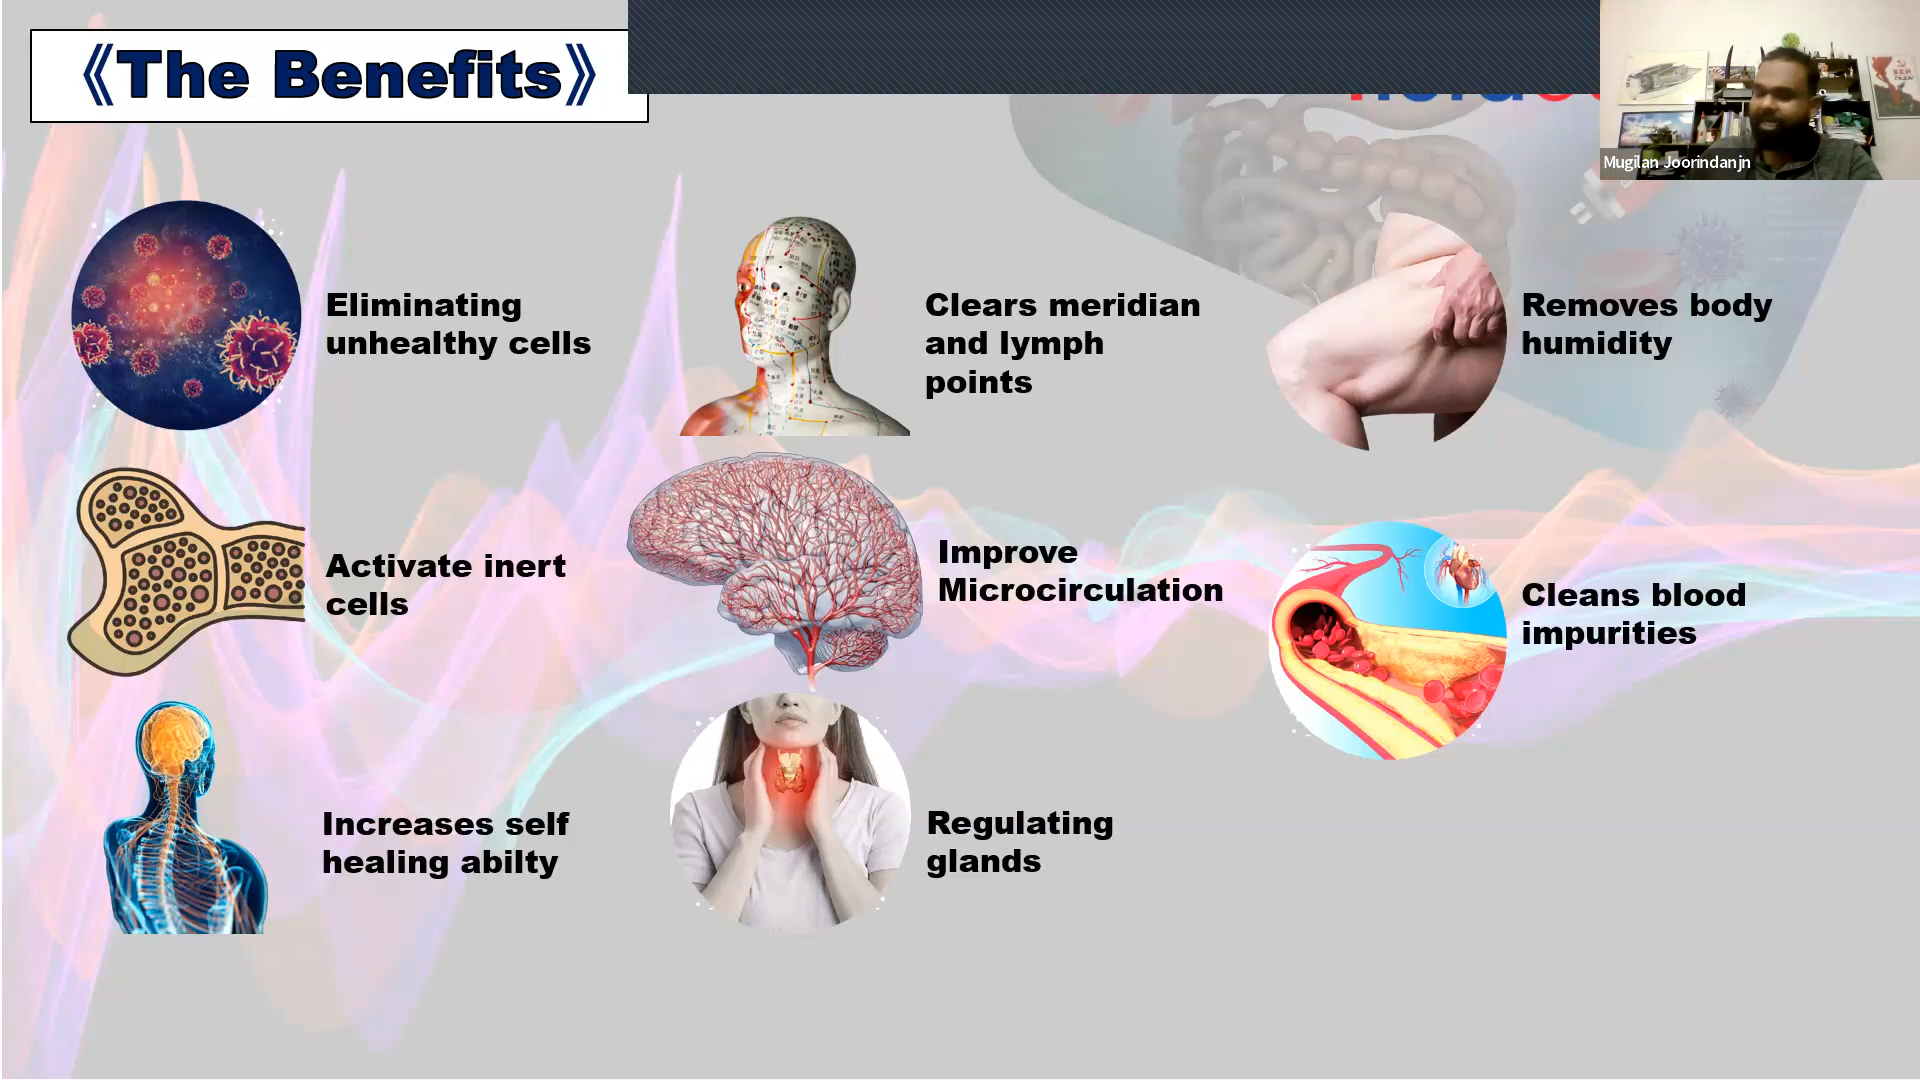 《The Benefits》
Mugilan Joorindanjn
Eliminating
unhealthy cells
Clears meridian
and lymph
points
Removes body
humidity
Activate inert
cells
Improve
Microcirculation
Cleans blood
impurities
Increases self
healing abilty
Regulating
glands